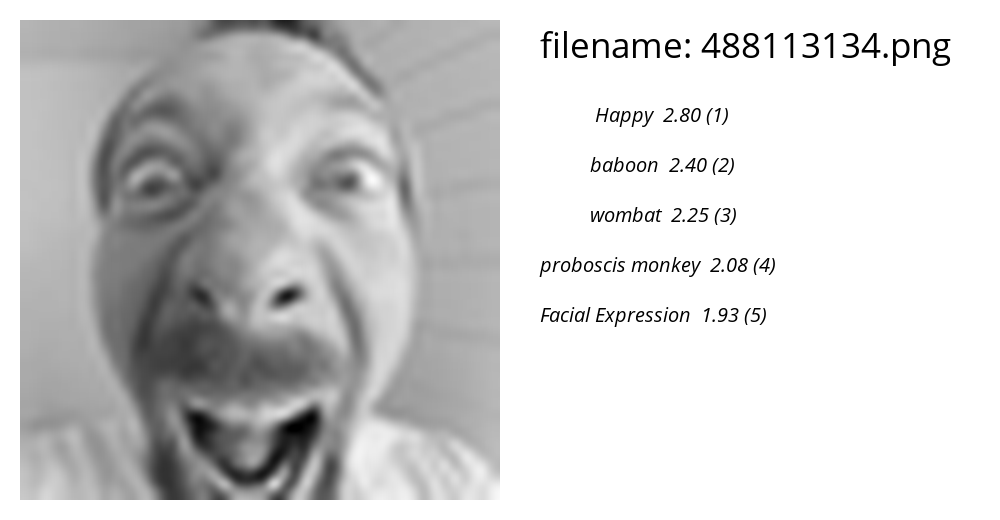 filename: 488113134.png
Happy 2.80 (1)
baboon 2.40 (2)
wombat 2.25 (3)
proboscis monkey 2.08 (4)
Facial Expression 1.93 (5)